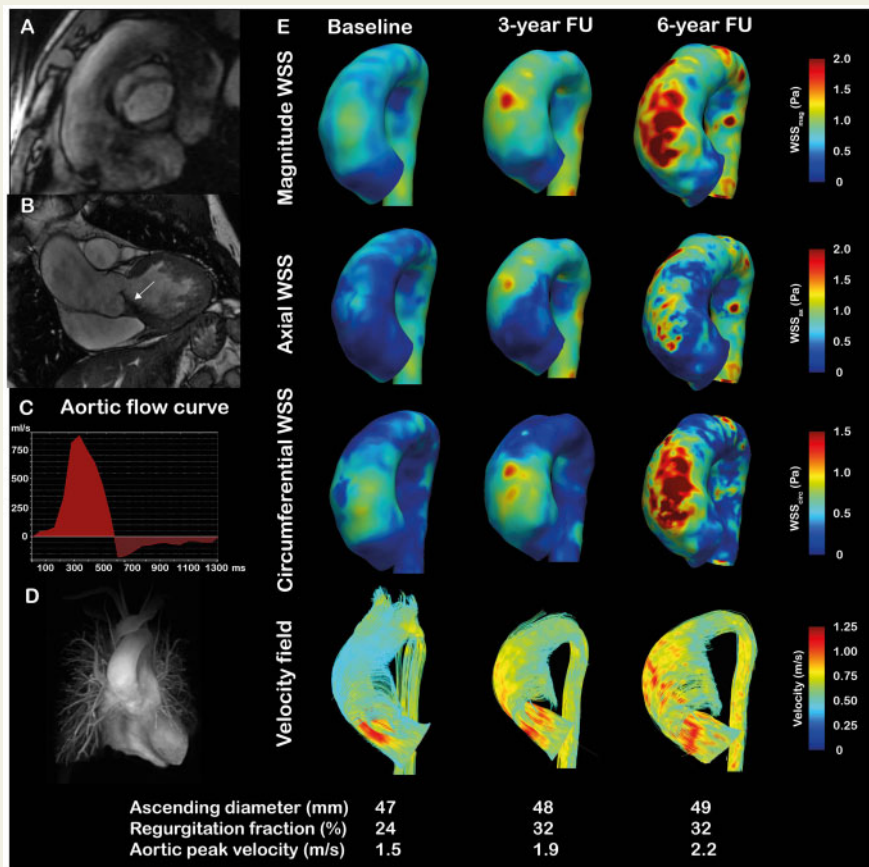 A
B
C Aortic flow curve
ml/s
750
500
250
0
100 300 500 700 900 1100 1300 ms
D
E Baseline 3-year FU 6-year FU
Magnitude WSS
2.0
1.5
1.0
0.5
0
WSSmag (Pa)
Axial WSS
2.0
1.5
1.0
0.5
0
WSSax (Pa)
Circumferential WSS
1.5
1.0
0.5
0
WSScirc (Pa)
Velocity field
1.25
1.00
0.75
0.50
0.25
0
Velocity (m/s)
Ascending diameter (mm) 47 48 49
Regurgitation fraction (%) 24 32 32
Aortic peak velocity (m/s) 1.5 1.9 2.2